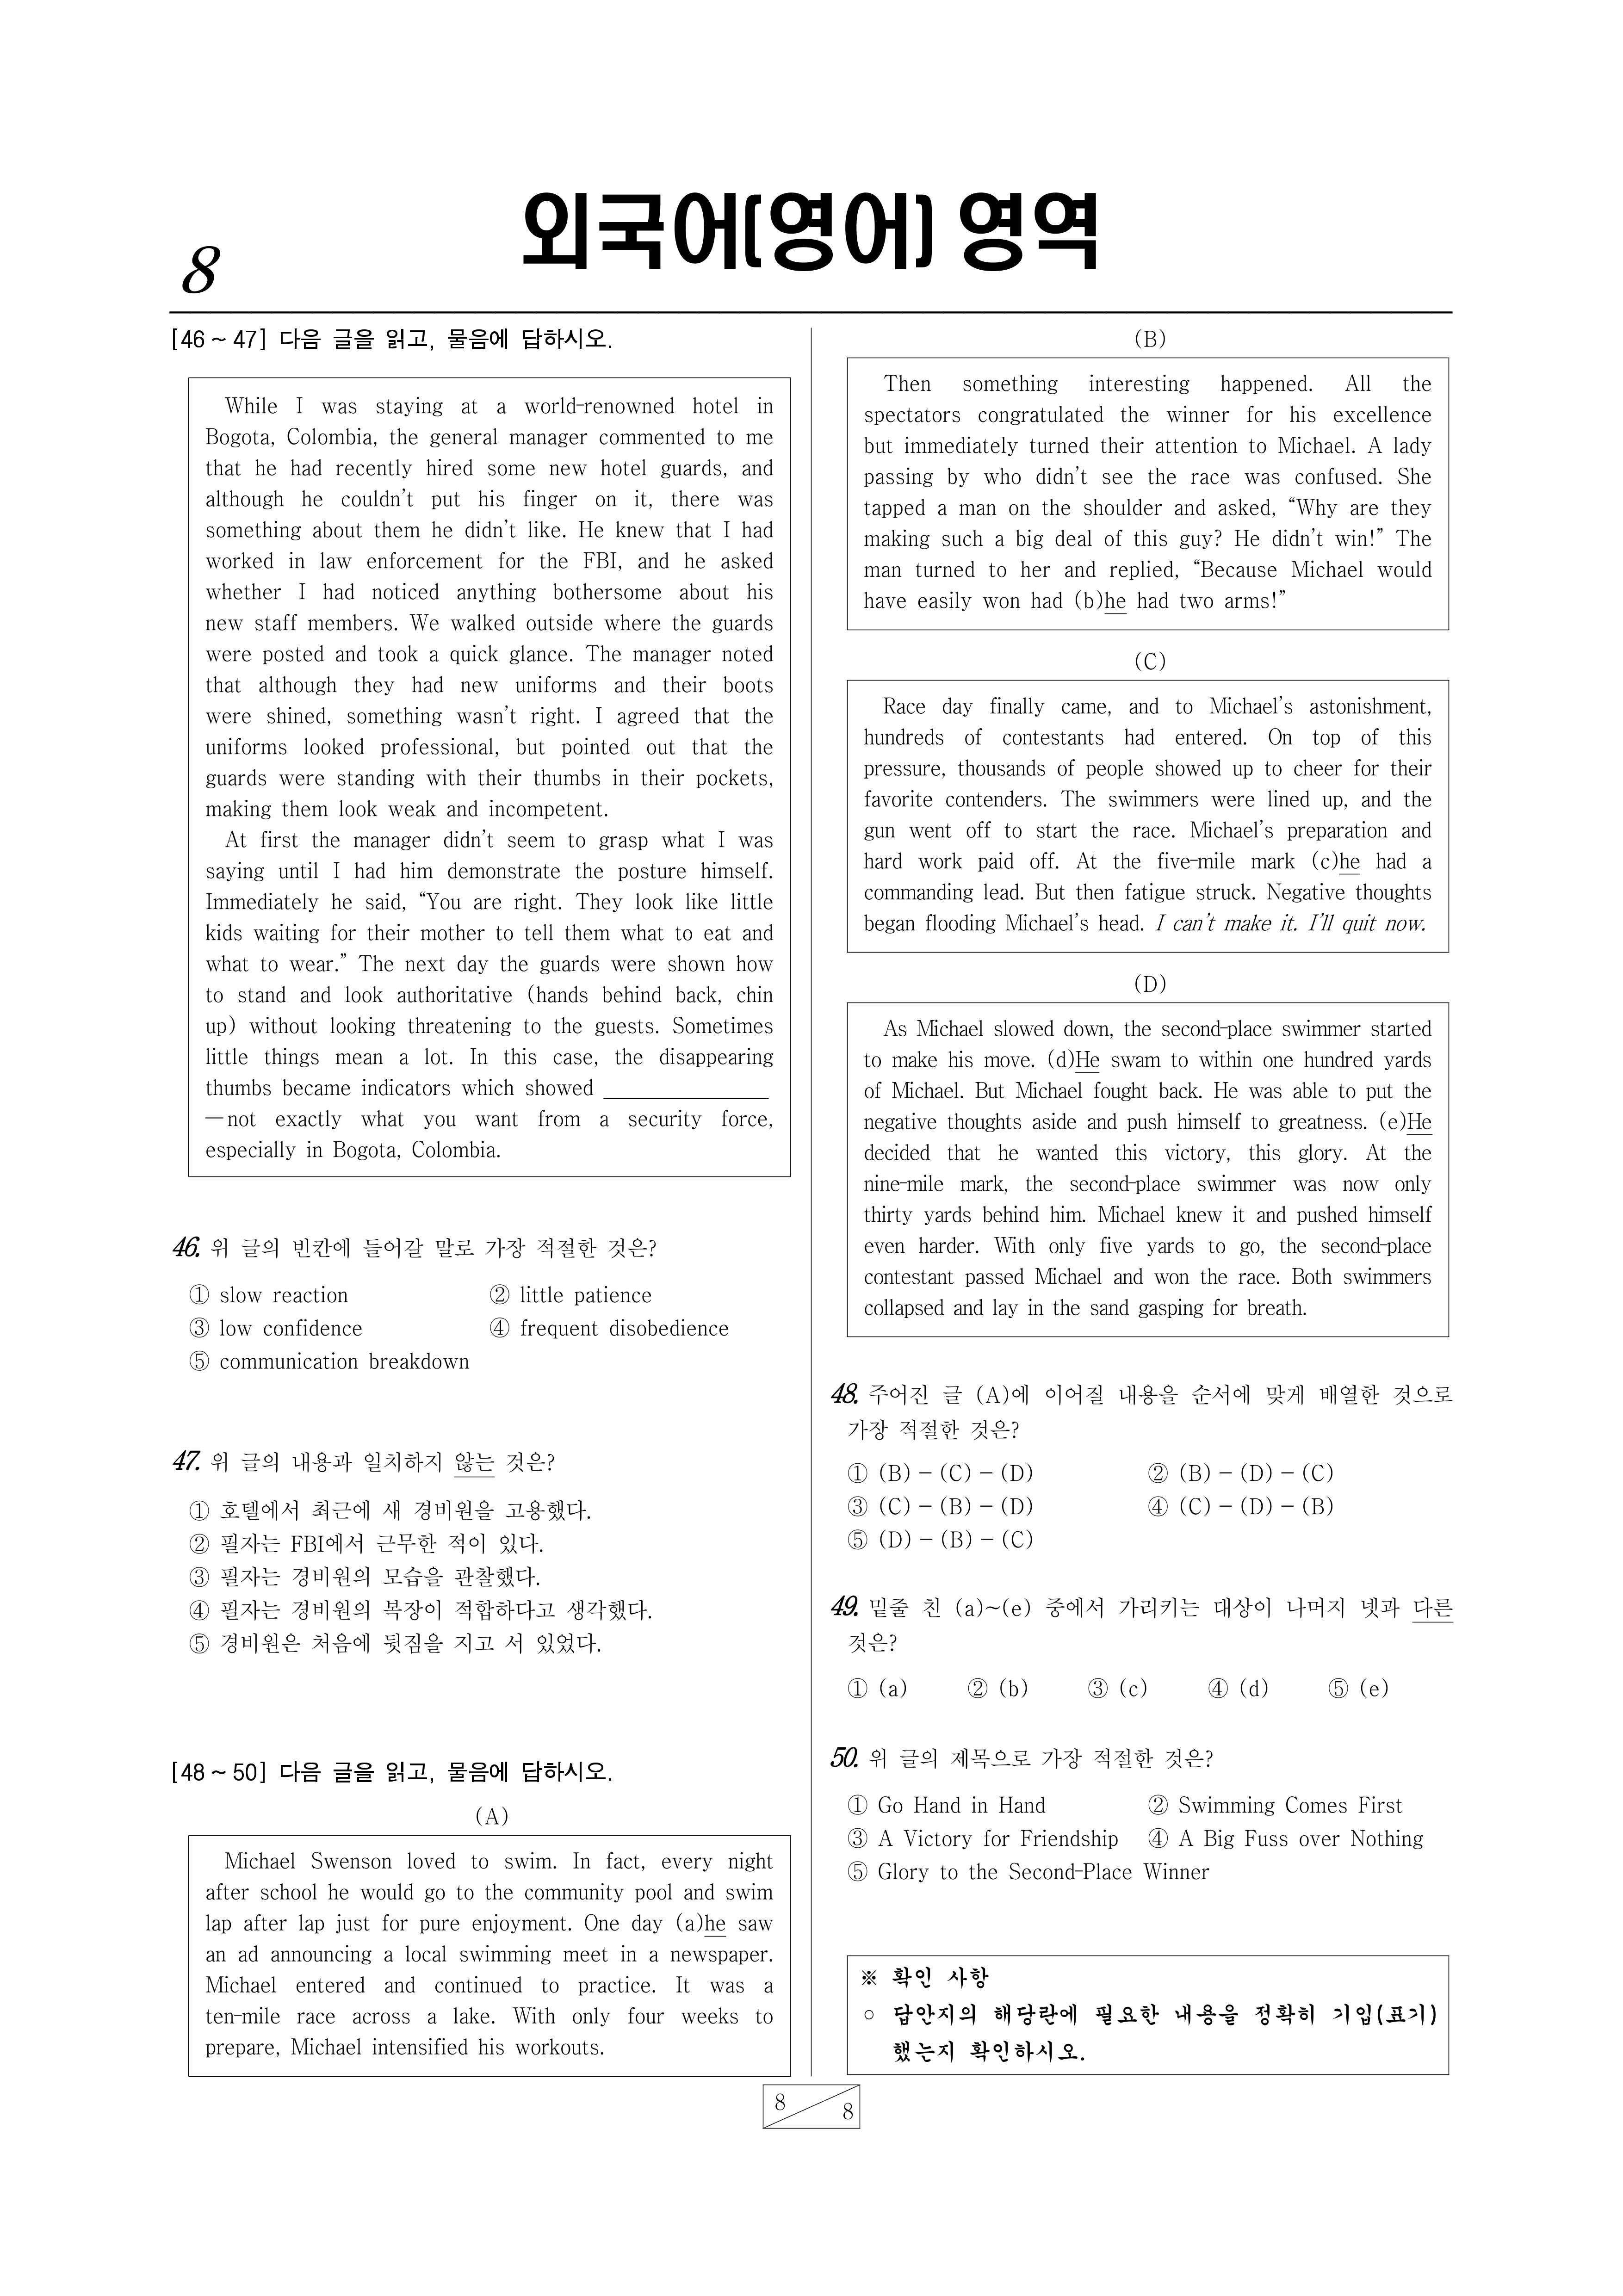 8
외국어(영어) 영역
[46 ~ 47] 다음 글을 읽고, 물음에 답하시오.
While I was staying at a world-renowned hotel in
Bogota, Colombia, the general manager commented to me
that he had recently hired some new hotel guards, and
although he couldn't put his finger on it, there was
something about them he didn't like. He knew that I had
worked in law enforcement for the FBI, and he asked
whether I had noticed anything bothersome about his
new staff members. We walked outside where the guards
were posted and took a quick glance. The manager noted
that although they had new uniforms and their boots
were shined, something wasn't right. I agreed that the
uniforms looked professional, but pointed out that the
guards were standing with their thumbs in their pockets,
making them look weak and incompetent.
At first the manager didn't seem to grasp what I was
saying until I had him demonstrate the posture himself.
Immediately he said, “You are right. They look like little
kids waiting for their mother to tell them what to eat and
what to wear.” The next day the guards were shown how
to stand and look authoritative (hands behind back, chin
up) without looking threatening to the guests. Sometimes
little things mean a lot. In this case, the disappearing
thumbs became indicators which showed ____________
—not exactly what you want from a security force,
especially in Bogota, Colombia.
46. 위 글의 빈칸에 들어갈 말로 가장 적절한 것은?
① slow reaction ② little patience
③ low confidence ④ frequent disobedience
⑤ communication breakdown
47. 위 글의 내용과 일치하지 않는 것은?
① 호텔에서 최근에 새 경비원을 고용했다.
② 필자는 FBI에서 근무한 적이 있다.
③ 필자는 경비원의 모습을 관찰했다.
④ 필자는 경비원의 복장이 적합하다고 생각했다.
⑤ 경비원은 처음에 뒷짐을 지고 서 있었다.
[48 ~ 50] 다음 글을 읽고, 물음에 답하시오.
(A)
Michael Swenson loved to swim. In fact, every night
after school he would go to the community pool and swim
lap after lap just for pure enjoyment. One day (a)he saw
an ad announcing a local swimming meet in a newspaper.
Michael entered and continued to practice. It was a
ten-mile race across a lake. With only four weeks to
prepare, Michael intensified his workouts.
(B)
Then something interesting happened. All the
spectators congratulated the winner for his excellence
but immediately turned their attention to Michael. A lady
passing by who didn't see the race was confused. She
tapped a man on the shoulder and asked, “Why are they
making such a big deal of this guy? He didn't win!” The
man turned to her and replied, “Because Michael would
have easily won had (b)he had two arms!”
(C)
Race day finally came, and to Michael's astonishment,
hundreds of contestants had entered. On top of this
pressure, thousands of people showed up to cheer for their
favorite contenders. The swimmers were lined up, and the
gun went off to start the race. Michael's preparation and
hard work paid off. At the five-mile mark (c)he had a
commanding lead. But then fatigue struck. Negative thoughts
began flooding Michael's head. I can't make it. I'll quit now.
(D)
As Michael slowed down, the second-place swimmer started
to make his move. (d)He swam to within one hundred yards
of Michael. But Michael fought back. He was able to put the
negative thoughts aside and push himself to greatness. (e)He
decided that he wanted this victory, this glory. At the
nine-mile mark, the second-place swimmer was now only
thirty yards behind him. Michael knew it and pushed himself
even harder. With only five yards to go, the second-place
contestant passed Michael and won the race. Both swimmers
collapsed and lay in the sand gasping for breath.
48. 주어진 글 (A)에 이어질 내용을 순서에 맞게 배열한 것으로
가장 적절한 것은?
① (B) - (C) - (D) ② (B) - (D) - (C)
③ (C) - (B) - (D) ④ (C) - (D) - (B)
⑤ (D) - (B) - (C)
49. 밑줄 친 (a)~(e) 중에서 가리키는 대상이 나머지 넷과 다른
것은?
① (a) ② (b) ③ (c) ④ (d) ⑤ (e)
50. 위 글의 제목으로 가장 적절한 것은?
① Go Hand in Hand ② Swimming Comes First
③ A Victory for Friendship ④ A Big Fuss over Nothing
⑤ Glory to the Second-Place Winner
※ 확인 사항
○ 답안지의 해당란에 필요한 내용을 정확히 기입(표기)
했는지 확인하시오.
8
8